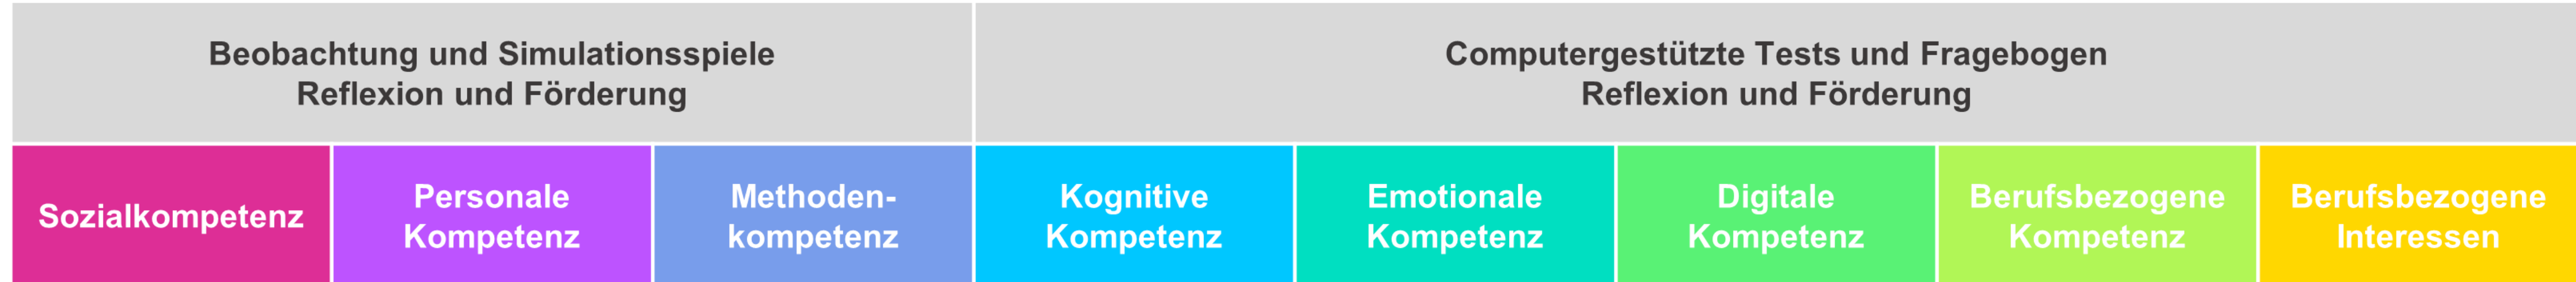 Beobachtung und Simulationsspiele
Reflexion und Förderung
Computergestützte Tests und Fragebogen
Reflexion und Förderung
Sozialkompetenz
Personale
Kompetenz
Methoden-
kompetenz
Kognitive
Kompetenz
Emotionale
Kompetenz
Digitale
Kompetenz
Berufsbezogene
Kompetenz
Berufsbezogene
Interessen